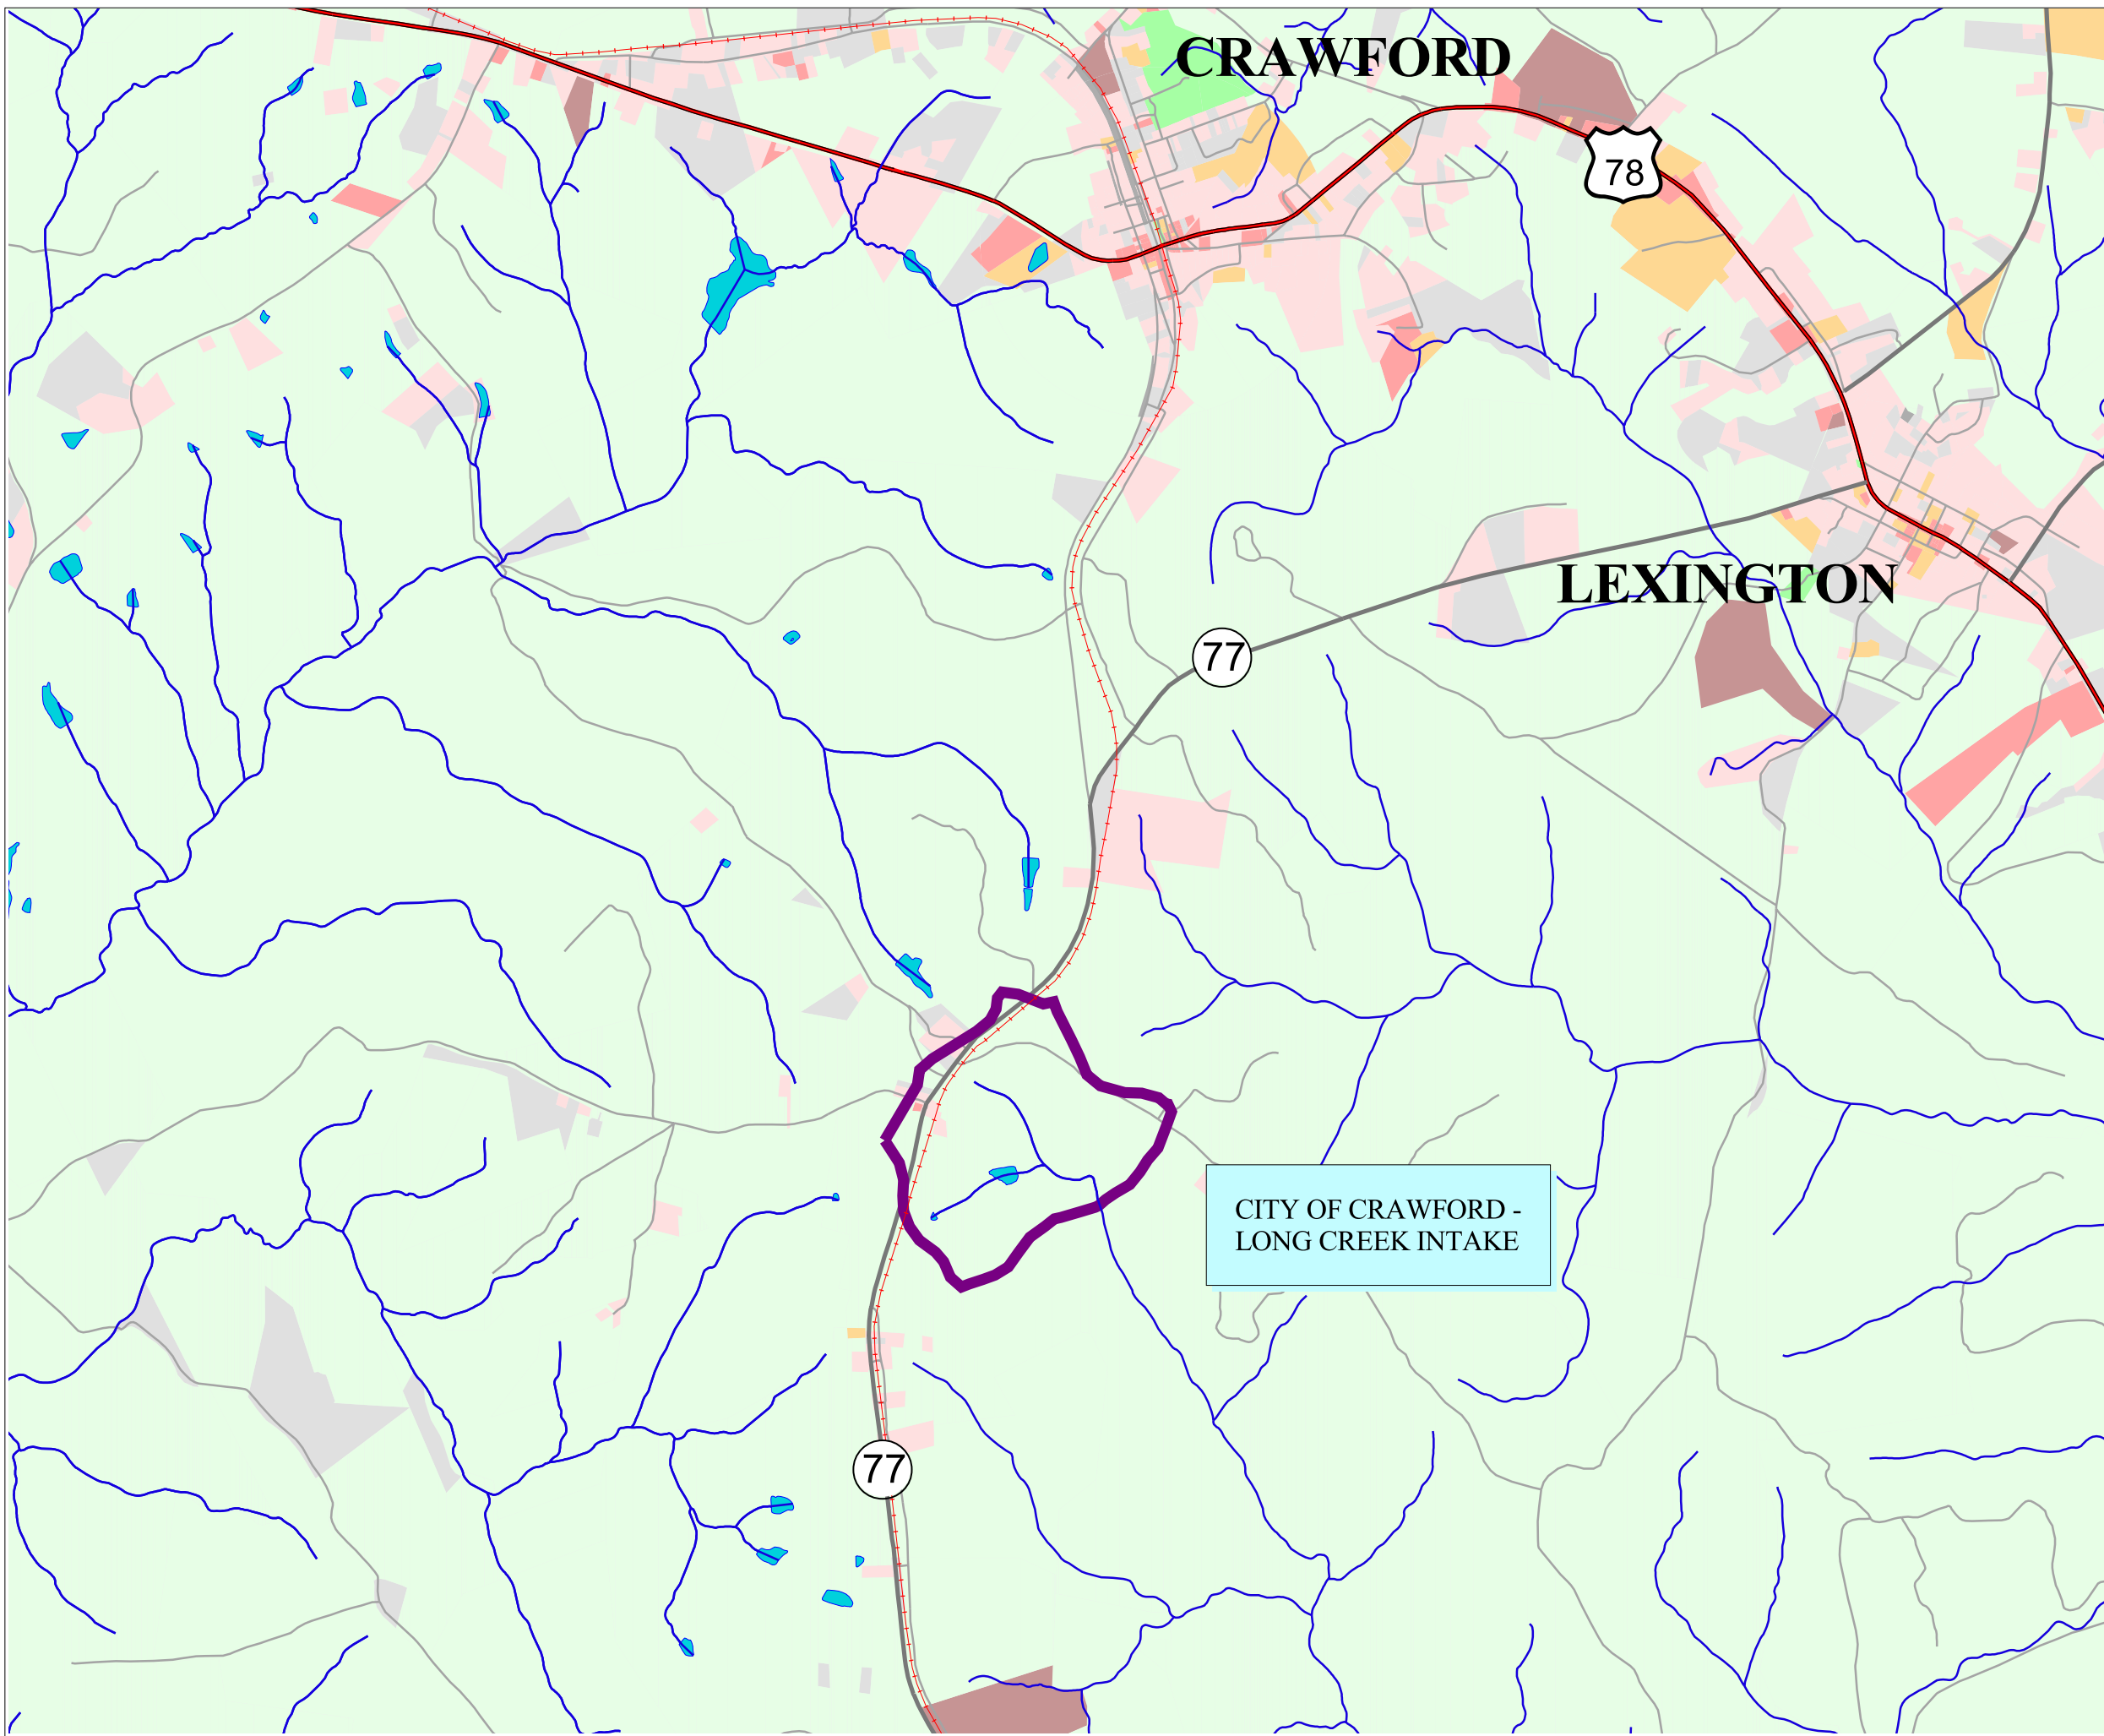 CRAWFORD
78
LEXINGTON
77
CITY OF CRAWFORD -
LONG CREEK INTAKE
77